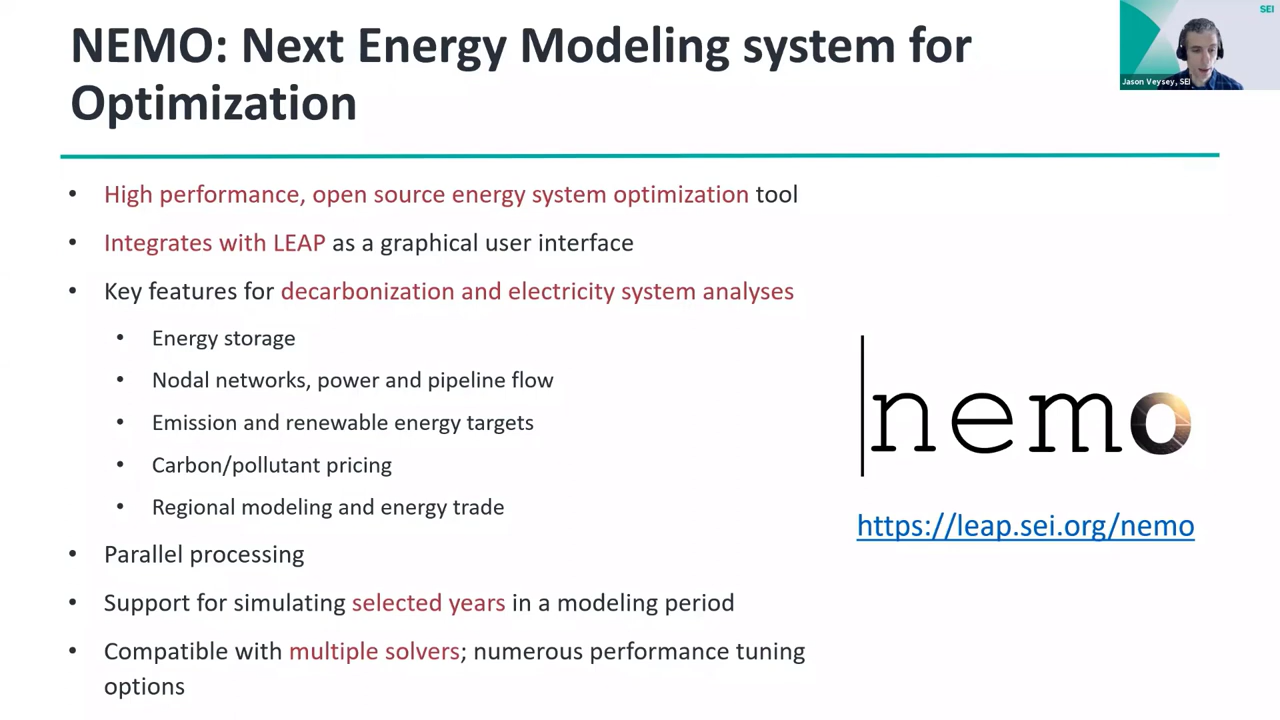 NEMO: Next Energy Modeling system for
Optimization
SEI
Jason Veysey, SEI
• High performance, open source energy system optimization tool
• Integrates with LEAP as a graphical user interface
• Key features for decarbonization and electricity system analyses
• Energy storage
• Nodal networks, power and pipeline flow
• Emission and renewable energy targets
• Carbon/pollutant pricing
• Regional modeling and energy trade
• Parallel processing
• Support for simulating selected years in a modeling period
• Compatible with multiple solvers; numerous performance tuning
options
nemo
https://leap.sei.org/nemo